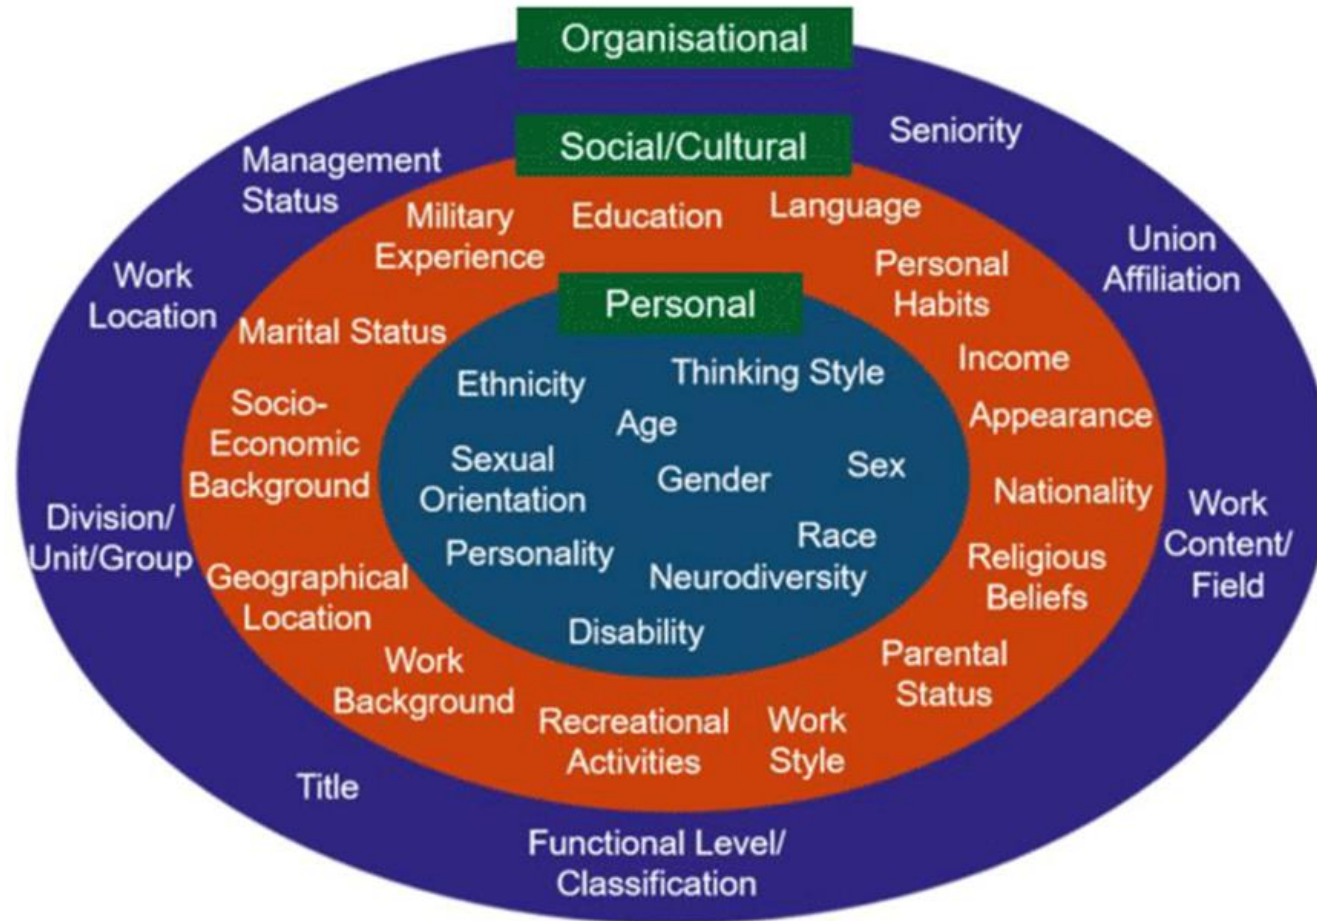 Organisational
Seniority
Management
Status
Union
Affiliation
Work
Location
Division/
Unit/Group
Work
Content/
Field
Title
Functional Level/
Classification
Social/Cultural
Military
Experience
Education
Language
Personal
Habits
Marital Status
Income
Socio-
Economic
Background
Appearance
Nationality
Geographical
Location
Religious
Beliefs
Work
Background
Parental
Status
Recreational
Activities
Work
Style
Personal
Ethnicity
Thinking Style
Age
Sexual
Orientation
Gender
Sex
Personality
Race
Neurodiversity
Disability